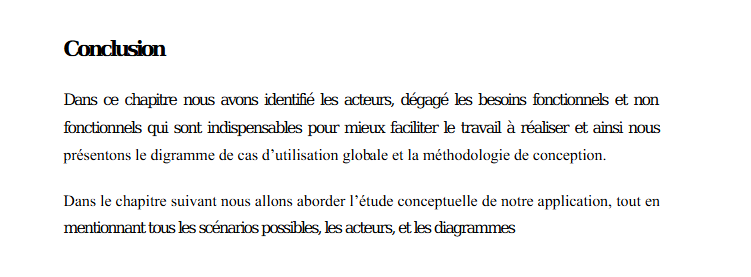 Conclusion
Dans ce chapitre nous avons identifié les acteurs, dégagé les besoins fonctionnels et non
fonctionnels qui sont indispensables pour mieux faciliter le travail à réaliser et ainsi nous
présentons le digramme de cas d’utilisation globale et la méthodologie de conception.
Dans le chapitre suivant nous allons aborder l’étude conceptuelle de notre application, tout en
mentionnant tous les scénarios possibles, les acteurs, et les diagrammes